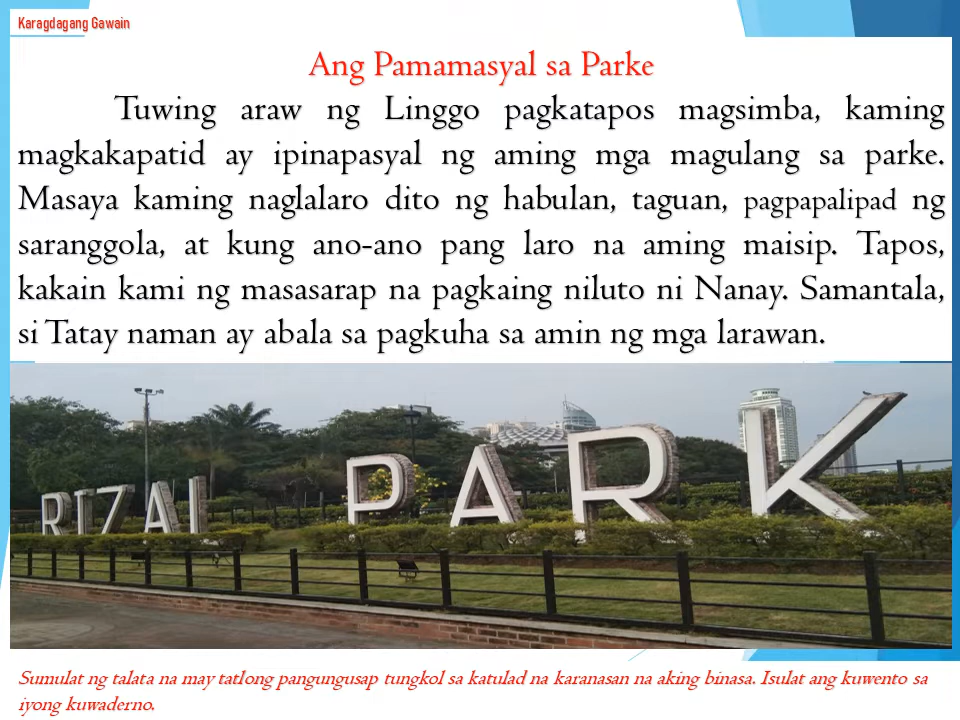 Karagdagang Gawain
Ang Pamamasyal sa Parke
Tuwing araw ng Linggo pagkatapos magsimba, kaming
magkakapatid ay ipinapasyal ng aming mga magulang sa parke.
Masaya kaming naglalaro dito ng habulan, taguan, pagpapalipad ng
saranggola, at kung ano-ano pang laro na aming maisip. Tapos,
kakain kami ng masasarap na pagkaing niluto ni Nanay. Samantala,
si Tatay naman ay abala sa pagkuha sa amin ng mga larawan.
RIZAL PARK
Sumulat ng talata na may tatlong pangungusap tungkol sa katulad na karanasan na aking binasa. Isulat ang kuwento sa
iyong kuwaderno.